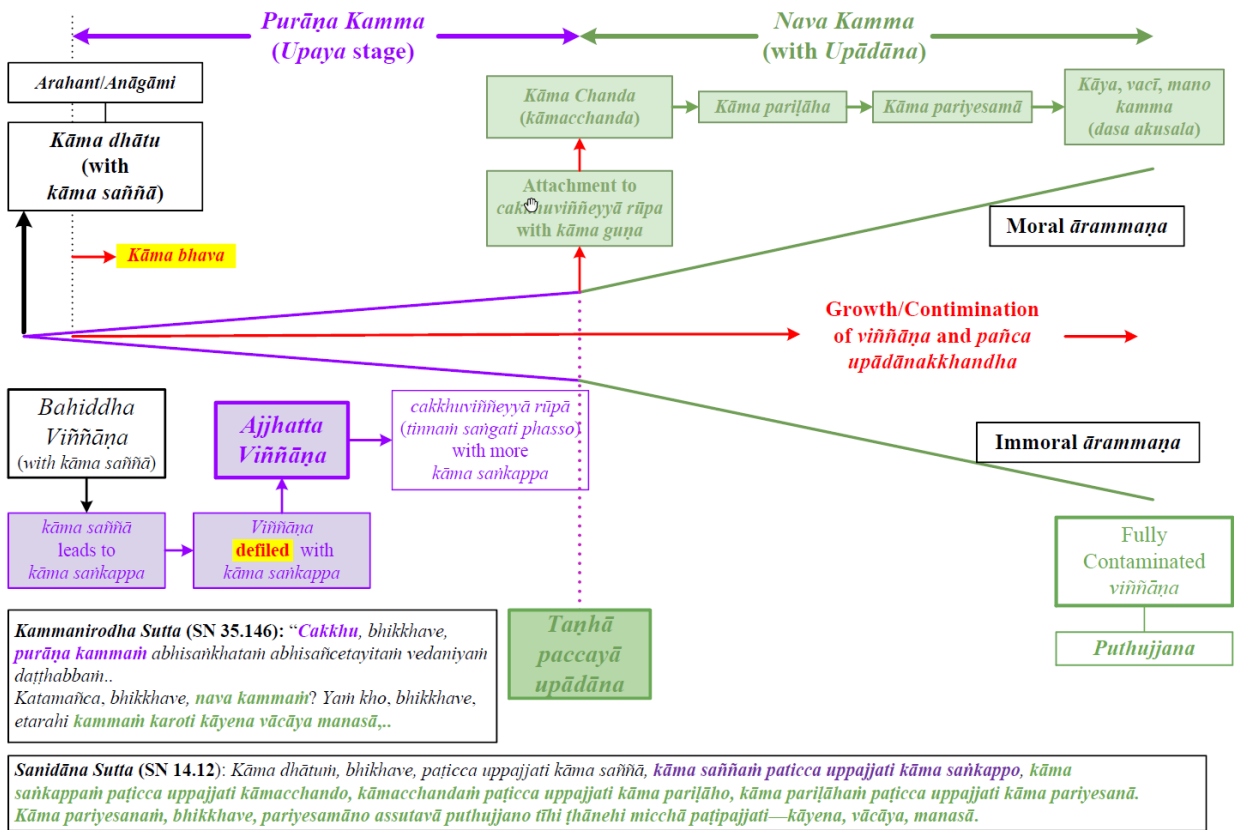 Purāṇa Kamma
(Upaya stage)
Nava Kamma
(with Upādāna)
Arahant/Anāgāmi
Kāma dhātu
(with
kāma saññā)
Kāma bhava
Kāma Chanda
(kāmacchanda)
Kāma pariḷāha
Kāma pariyesamā
Kāya, vacī, mano
kamma
(dasa akusala)
Attachment to
cakkhuviññeyyā rūpa
with kāma guṇa
Moral ārammaṇa
Growth/Contimination
of viññāṇa and pañca
upādānakkhandha
Immoral ārammaṇa
Bahiddha
Viññāṇa
(with kāma saññā)
kāma saññā
leads to
kāma saṅkappa
Viññāṇa
defiled with
kāma saṅkappa
Ajjhatta
Viññāṇa
cakkhuviññeyyā rūpā
(tinnaṁ saṅgati phasso)
with more
kāma saṅkappa
Taṇhā
paccayā
upādāna
Fully
Contaminated
viññāṇa
Puthujjana
Kammanirodha Sutta (SN 35.146): “Cakkhu, bhikkhave,
purāṇa kammaṁ abhisaṅkhataṁ abhisañcetayitaṁ vedaniyaṁ
daṭṭhabbaṁ..
Katamañca, bhikkhave, nava kammaṁ? Yaṁ kho, bhikkhave,
etarahi kammaṁ karoti kāyena vācāya manasā,..
Sanidāna Sutta (SN 14.12): Kāma dhātuṁ, bhikhave, paṭicca uppajjati kāma saññā, kāma saññaṁ paticca uppajjati kāma saṅkappo, kāma
saṅkappaṁ paṭicca uppajjati kāmacchando, kāmacchandaṁ paṭicca uppajjati kāma pariḷāho, kāma pariḷāhaṁ paṭicca uppajjati kāma pariyesanā.
Kāma pariyesanaṁ, bhikkhave, pariyesamāno assutavā puthujjano tīhi ṭhānehi micchā paṭipajjati—kāyena, vācāya, manasā.